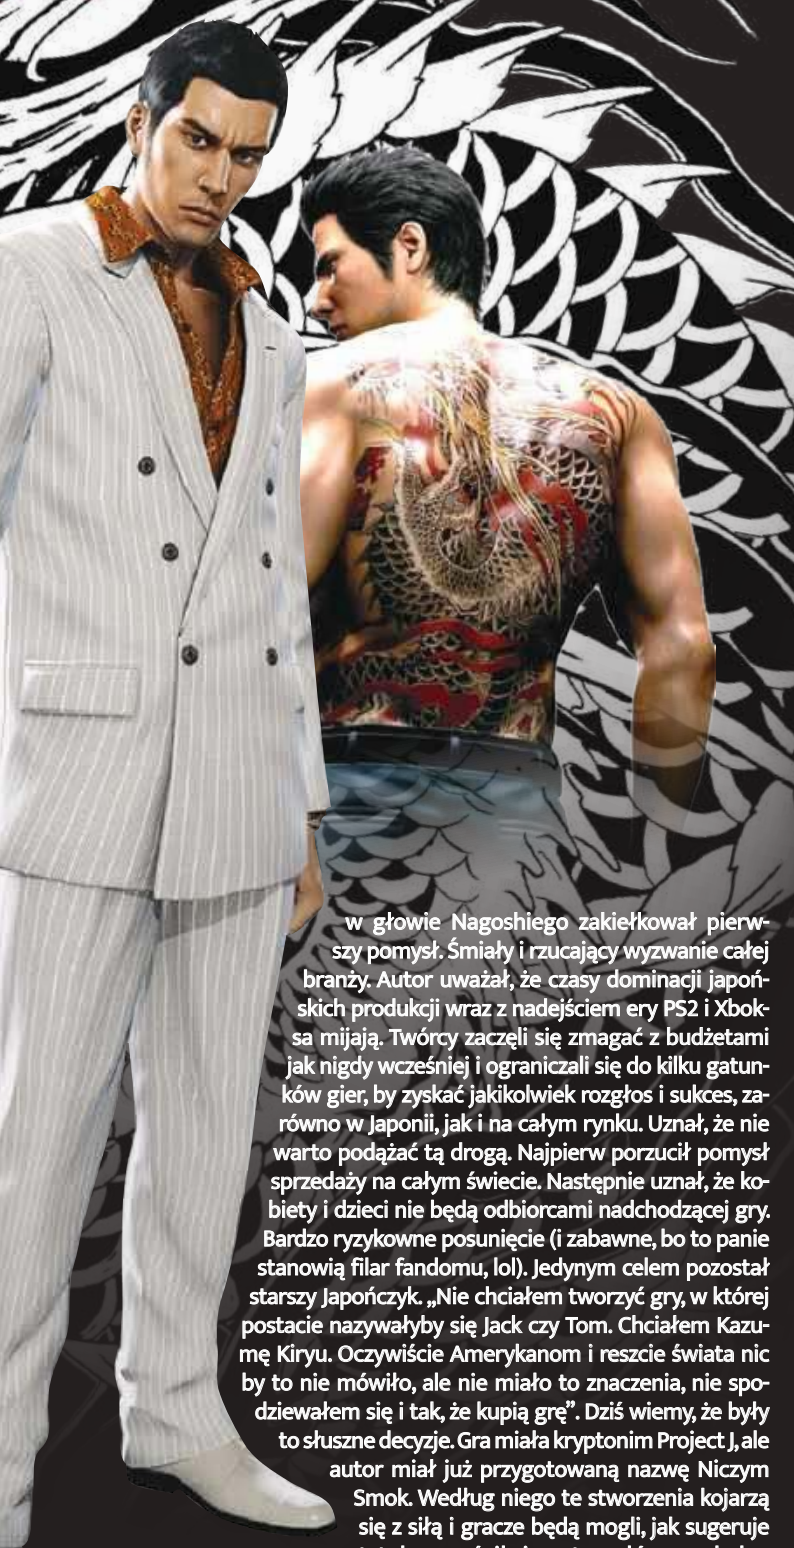 w głowie Nagoshiego zakiełkował pierw-
szy pomysł. Śmiały i rzucający wyzwanie całej
branży. Autor uważał, że czasy dominacji japoń-
skich produkcji wraz z nadejściem ery PS2 i Xbok-
sa mijają. Twórcy zaczęli się zmagać z budżetami
jak nigdy wcześniej i ograniczali się do kilku gatun-
ków gier, by zyskać jakikolwiek rozgłos i sukces, za-
równo w Japonii, jak i na całym rynku. Uznał, że nie
warto podążać tą drogą. Najpierw porzucił pomysł
sprzedaży na całym świecie. Następnie uznał, że ko-
biety i dzieci nie będą odbiorcami nadchodzącej gry.
Bardzo ryzykowne posunięcie (i zabawne, bo to panie
stanowią filar fandomu, lol). Jedynym celem pozostał
starszy Japończyk. „Nie chciałem tworzyć gry, w której
postacie nazywałyby się Jack czy Tom. Chciałem Kazu-
mę Kiryu. Oczywiście Amerykanom i reszcie świata nic
by to nie mówiło, ale nie miało to znaczenia, nie spo-
dziewałem się i tak, że kupią grę”. Dziś wiemy, że były
to słuszne decyzje. Gra miała kryptonim Project J, ale
autor miał już przygotowaną nazwę Niczym
Smok. Według niego te stworzenia kojarzą
się z siłą i gracze będą mogli, jak sugeruje